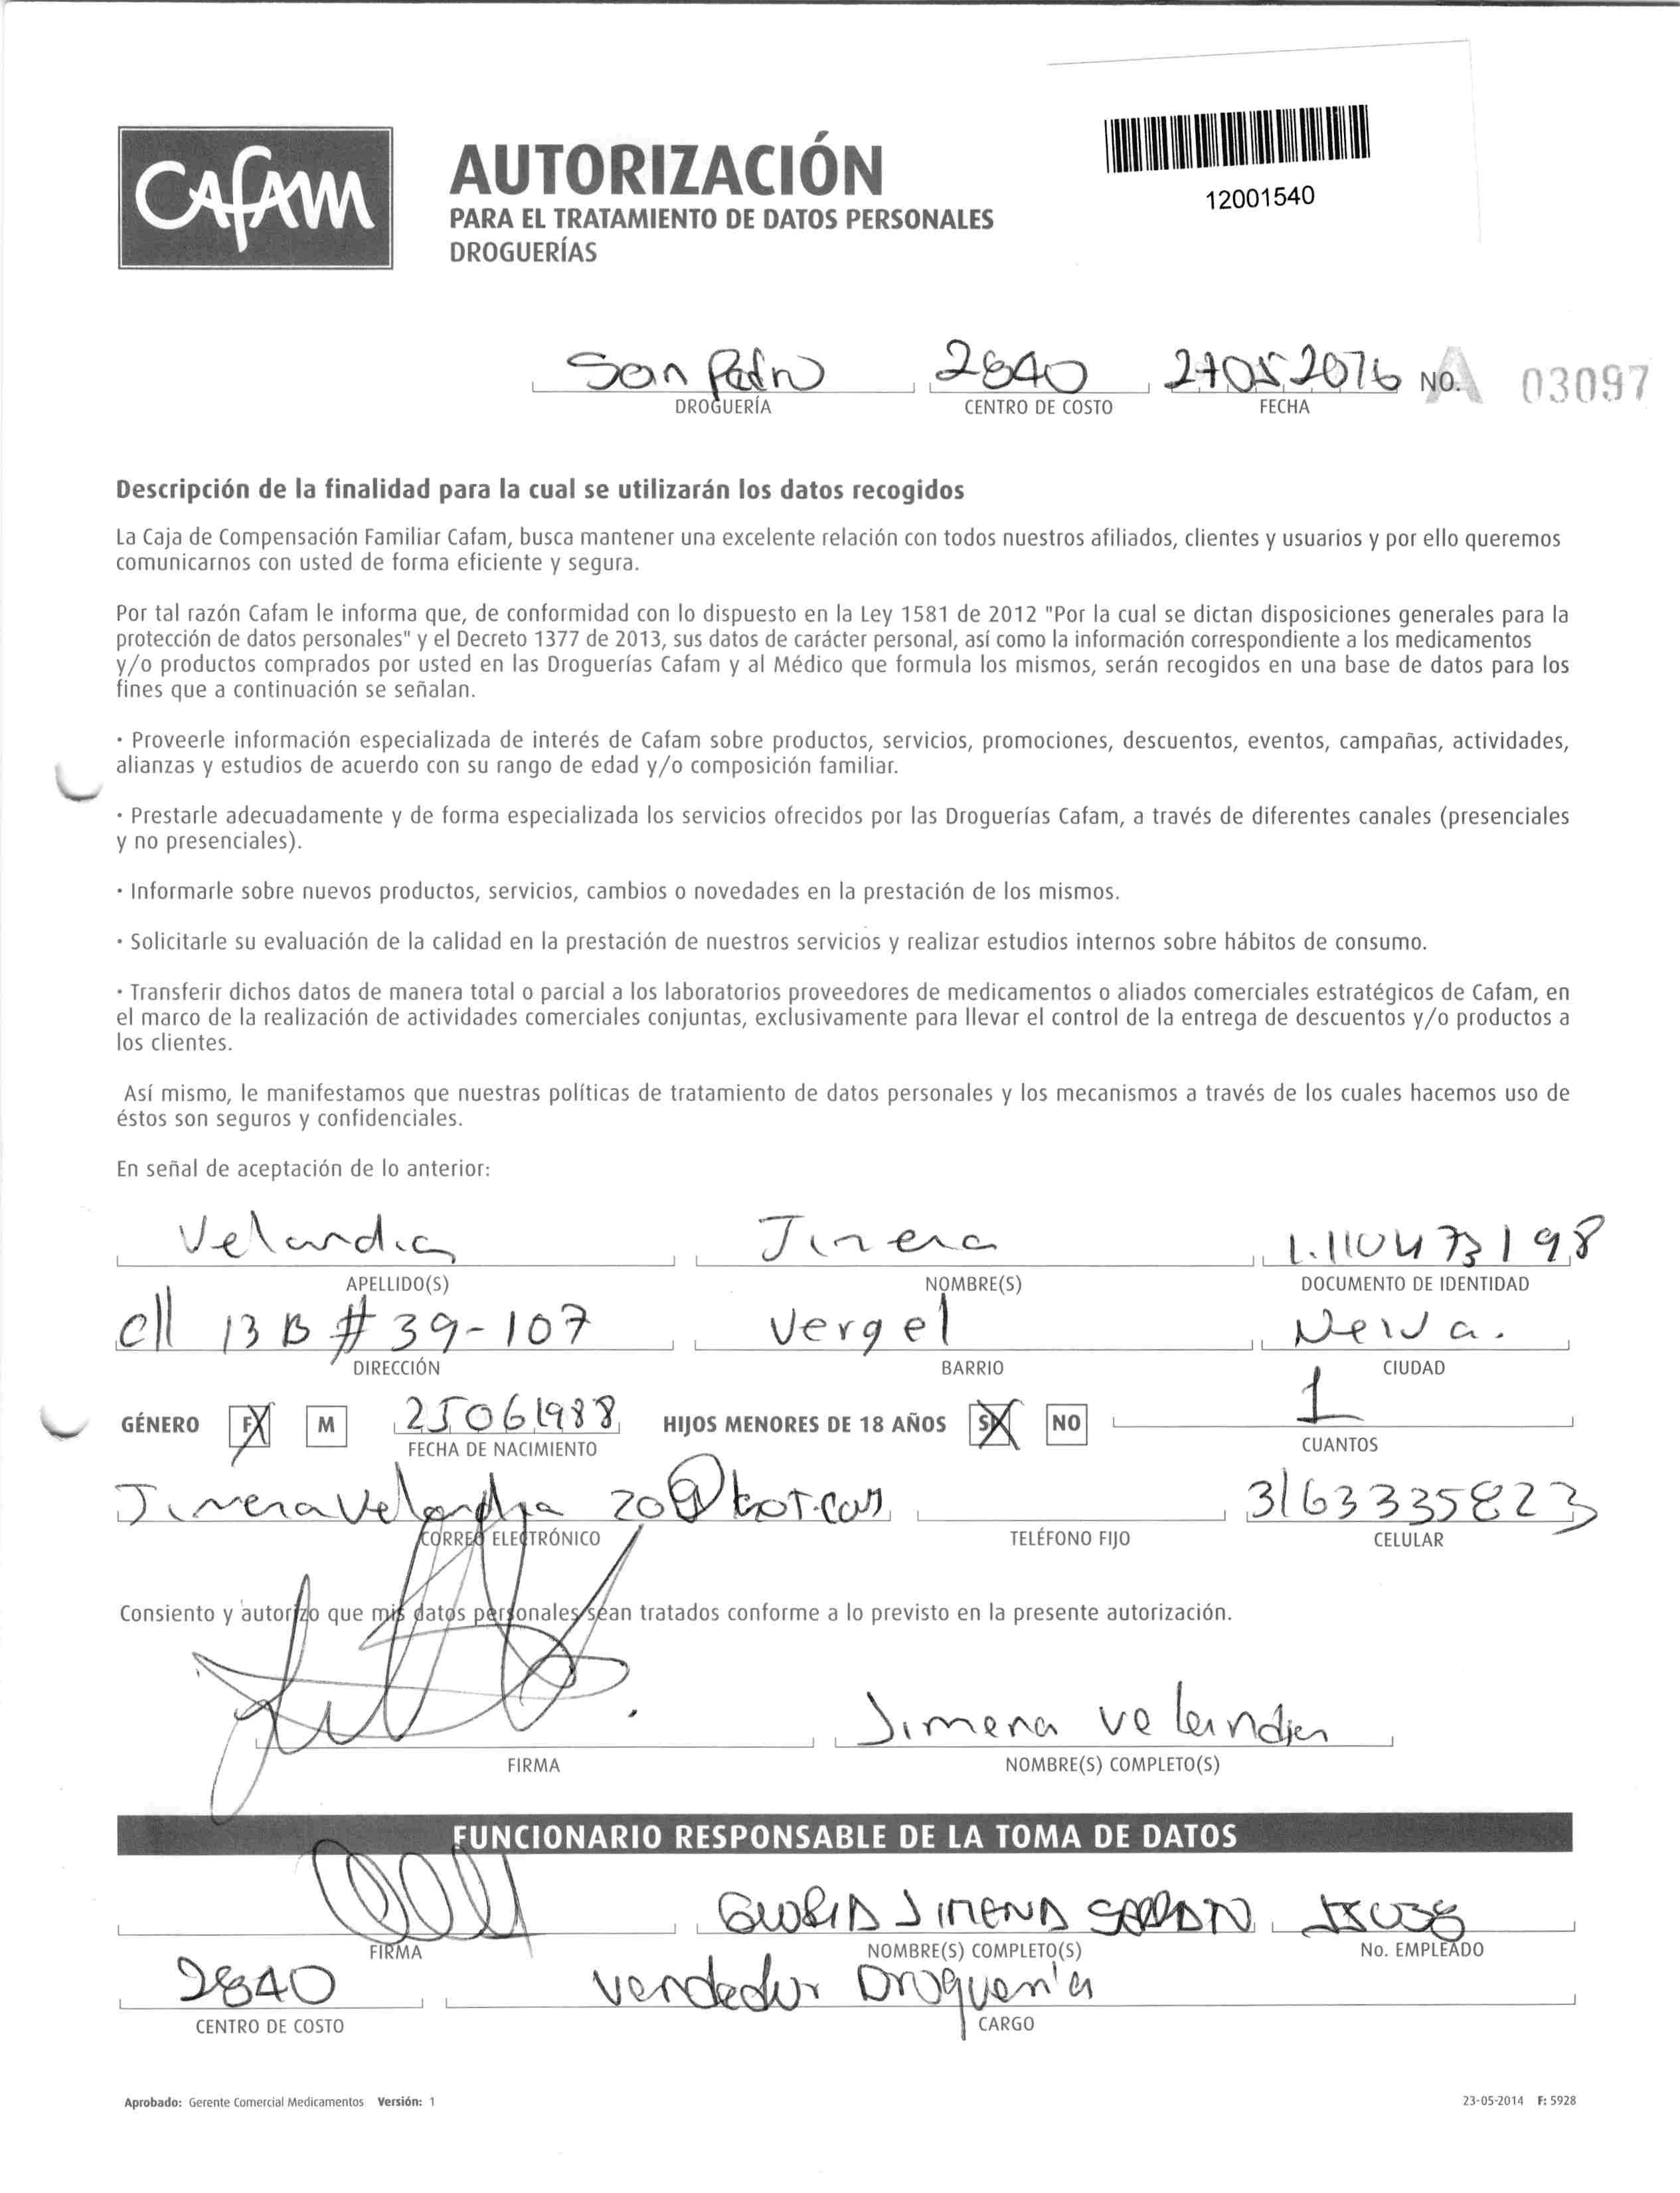 Cafam
AUTORIZACIÓN
PARA EL TRATAMIENTO DE DATOS PERSONALES
DROGUERÍAS
12001540
San Pedro 2840 27052016 No. A 03097
DROGUERÍA CENTRO DE COSTO FECHA
Descripción de la finalidad para la cual se utilizarán los datos recogidos
La Caja de Compensación Familiar Cafam, busca mantener una excelente relación con todos nuestros afiliados, clientes y usuarios y por ello queremos
comunicarnos con usted de forma eficiente y segura.
Por tal razón Cafam le informa que, de conformidad con lo dispuesto en la Ley 1581 de 2012 "Por la cual se dictan disposiciones generales para la
protección de datos personales" y el Decreto 1377 de 2013, sus datos de carácter personal, así como la información correspondiente a los medicamentos
y/o productos comprados por usted en las Droguerías Cafam y al Médico que formula los mismos, serán recogidos en una base de datos para los
fines que a continuación se señalan.
· Proveerle información especializada de interés de Cafam sobre productos, servicios, promociones, descuentos, eventos, campañas, actividades,
alianzas y estudios de acuerdo con su rango de edad y/o composición familiar.
· Prestarle adecuadamente y de forma especializada los servicios ofrecidos por las Droguerías Cafam, a través de diferentes canales (presenciales
y no presenciales).
· Informarle sobre nuevos productos, servicios, cambios o novedades en la prestación de los mismos.
· Solicitarle su evaluación de la calidad en la prestación de nuestros servicios y realizar estudios internos sobre hábitos de consumo.
· Transferir dichos datos de manera total o parcial a los laboratorios proveedores de medicamentos o aliados comerciales estratégicos de Cafam, en
el marco de la realización de actividades comerciales conjuntas, exclusivamente para llevar el control de la entrega de descuentos y/o productos a
los clientes.
Así mismo, le manifestamos que nuestras políticas de tratamiento de datos personales y los mecanismos a través de los cuales hacemos uso de
éstos son seguros y confidenciales.
En señal de aceptación de lo anterior:
Velandia Jimena 1.110473198
APELLIDO(S) NOMBRE(S) DOCUMENTO DE IDENTIDAD
cll 13 B # 39-107 Vergel Neiva.
DIRECCIÓN BARRIO CIUDAD
GÉNERO F M 25061988 HIJOS MENORES DE 18 AÑOS SI NO 1
FECHA DE NACIMIENTO CUANTOS
Jimenavelandia 20@hot.com 3163335823
CORREO ELECTRÓNICO TELÉFONO FIJO CELULAR
Consiento y autorizo que mis datos personales sean tratados conforme a lo previsto en la presente autorización.
Jimena velandia
FIRMA NOMBRE(S) COMPLETO(S)
FUNCIONARIO RESPONSABLE DE LA TOMA DE DATOS
GLORIA JIMENA
FIRMA NOMBRE(S) COMPLETO(S) No. EMPLEADO
2840 Vendedor Droguería
CENTRO DE COSTO CARGO
Aprobado: Gerente Comercial Medicamentos Versión: 1 23-05-2014 F: 5928